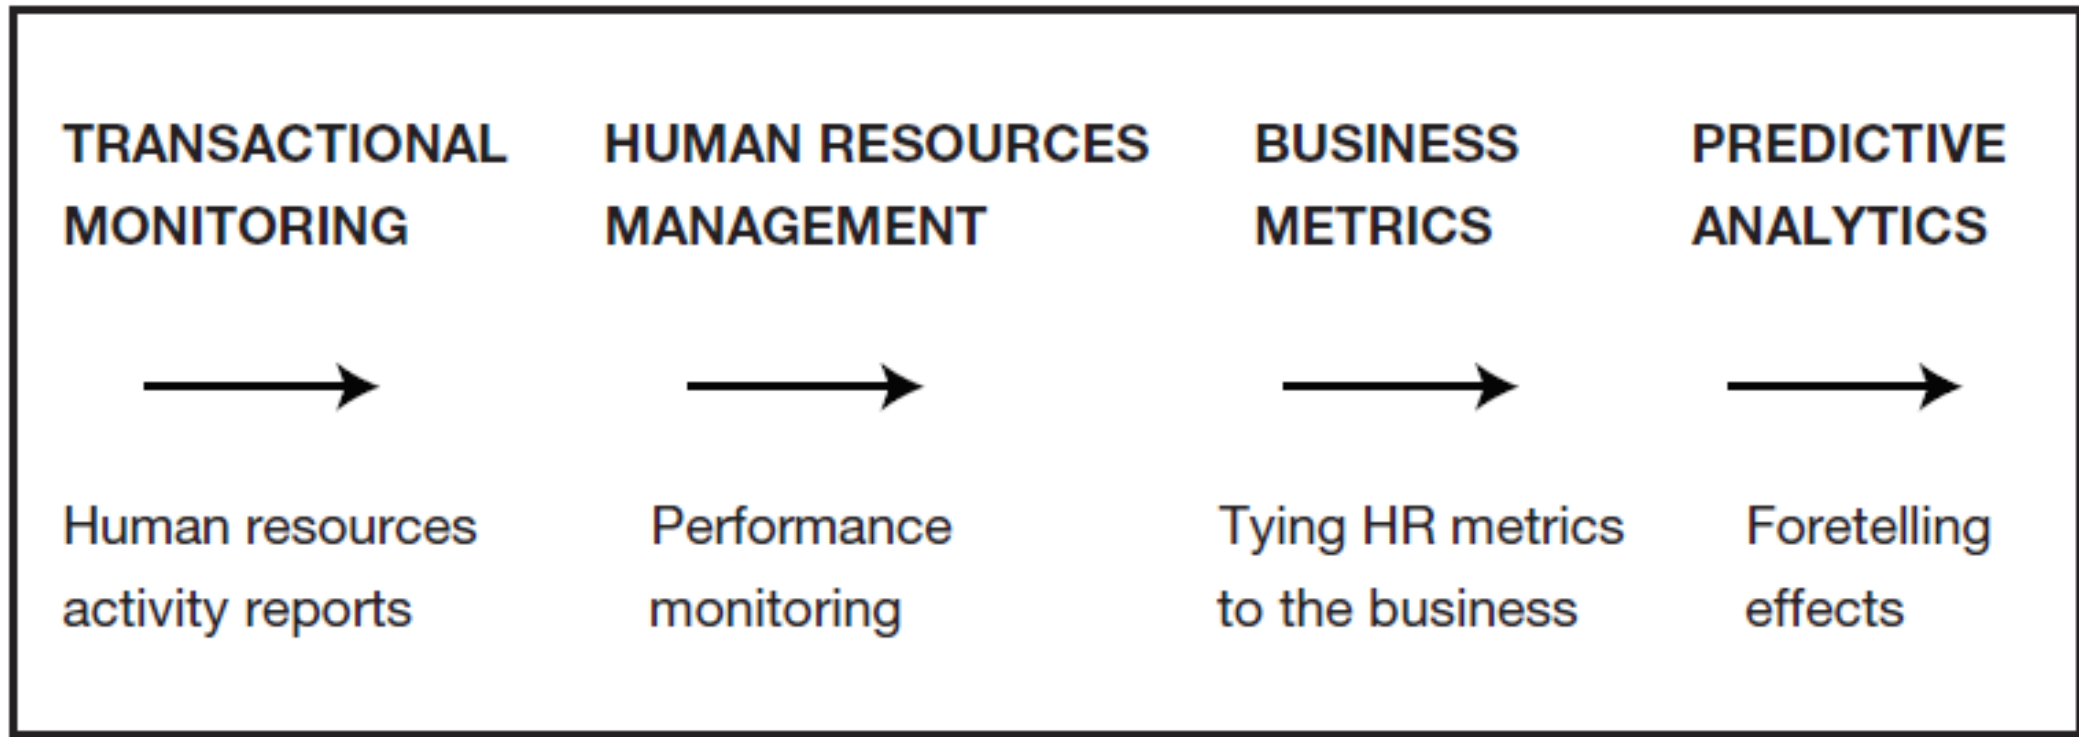 TRANSACTIONAL
MONITORING
HUMAN RESOURCES
MANAGEMENT
BUSINESS
METRICS
PREDICTIVE
ANALYTICS
Human resources
activity reports
Performance
monitoring
Tying HR metrics
to the business
Foretelling
effects